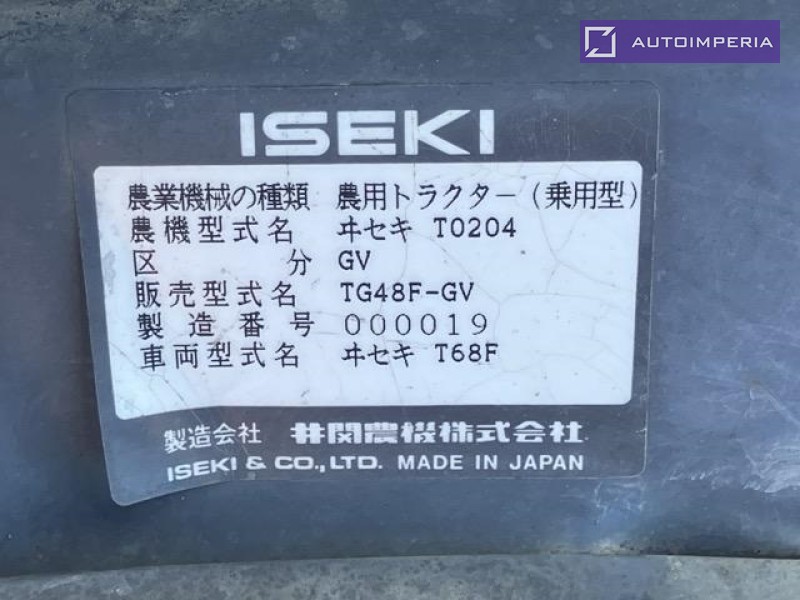 AUTOIMPERIA
ISEKI
農業機械の種類 農用トラクター(乗用型)
農機型式名 ヰセキ T0204
区分 GV
販売型式名 TG48F-GV
製造番号 000019
車両型式名 ヰセキ T68F
製造会社 井関農機株式会社
ISEKI & CO.,LTD. MADE IN JAPAN